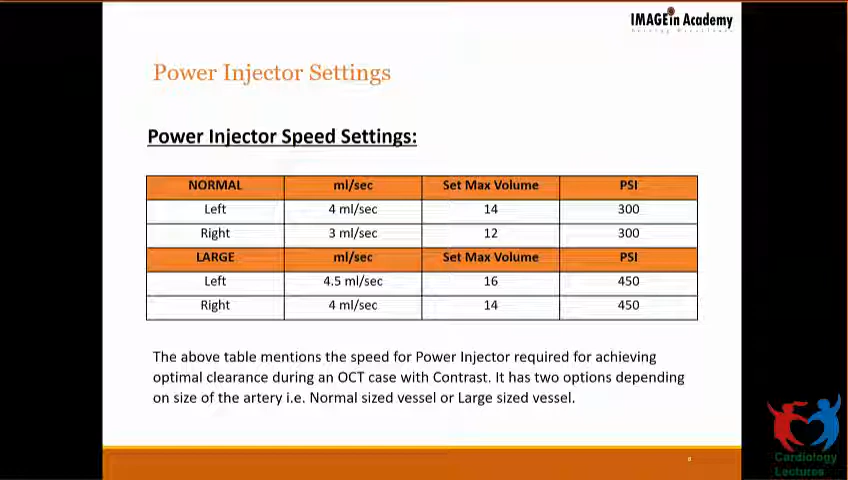 IMAGEin Academy
Power Injector Settings
Power Injector Speed Settings:
NORMAL ml/sec Set Max Volume PSI
Left 4 ml/sec 14 300
Right 3 ml/sec 12 300
LARGE ml/sec Set Max Volume PSI
Left 4.5 ml/sec 16 450
Right 4 ml/sec 14 450
The above table mentions the speed for Power Injector required for achieving
optimal clearance during an OCT case with Contrast. It has two options depending
on size of the artery i.e. Normal sized vessel or Large sized vessel.
Cardiology
Lectures